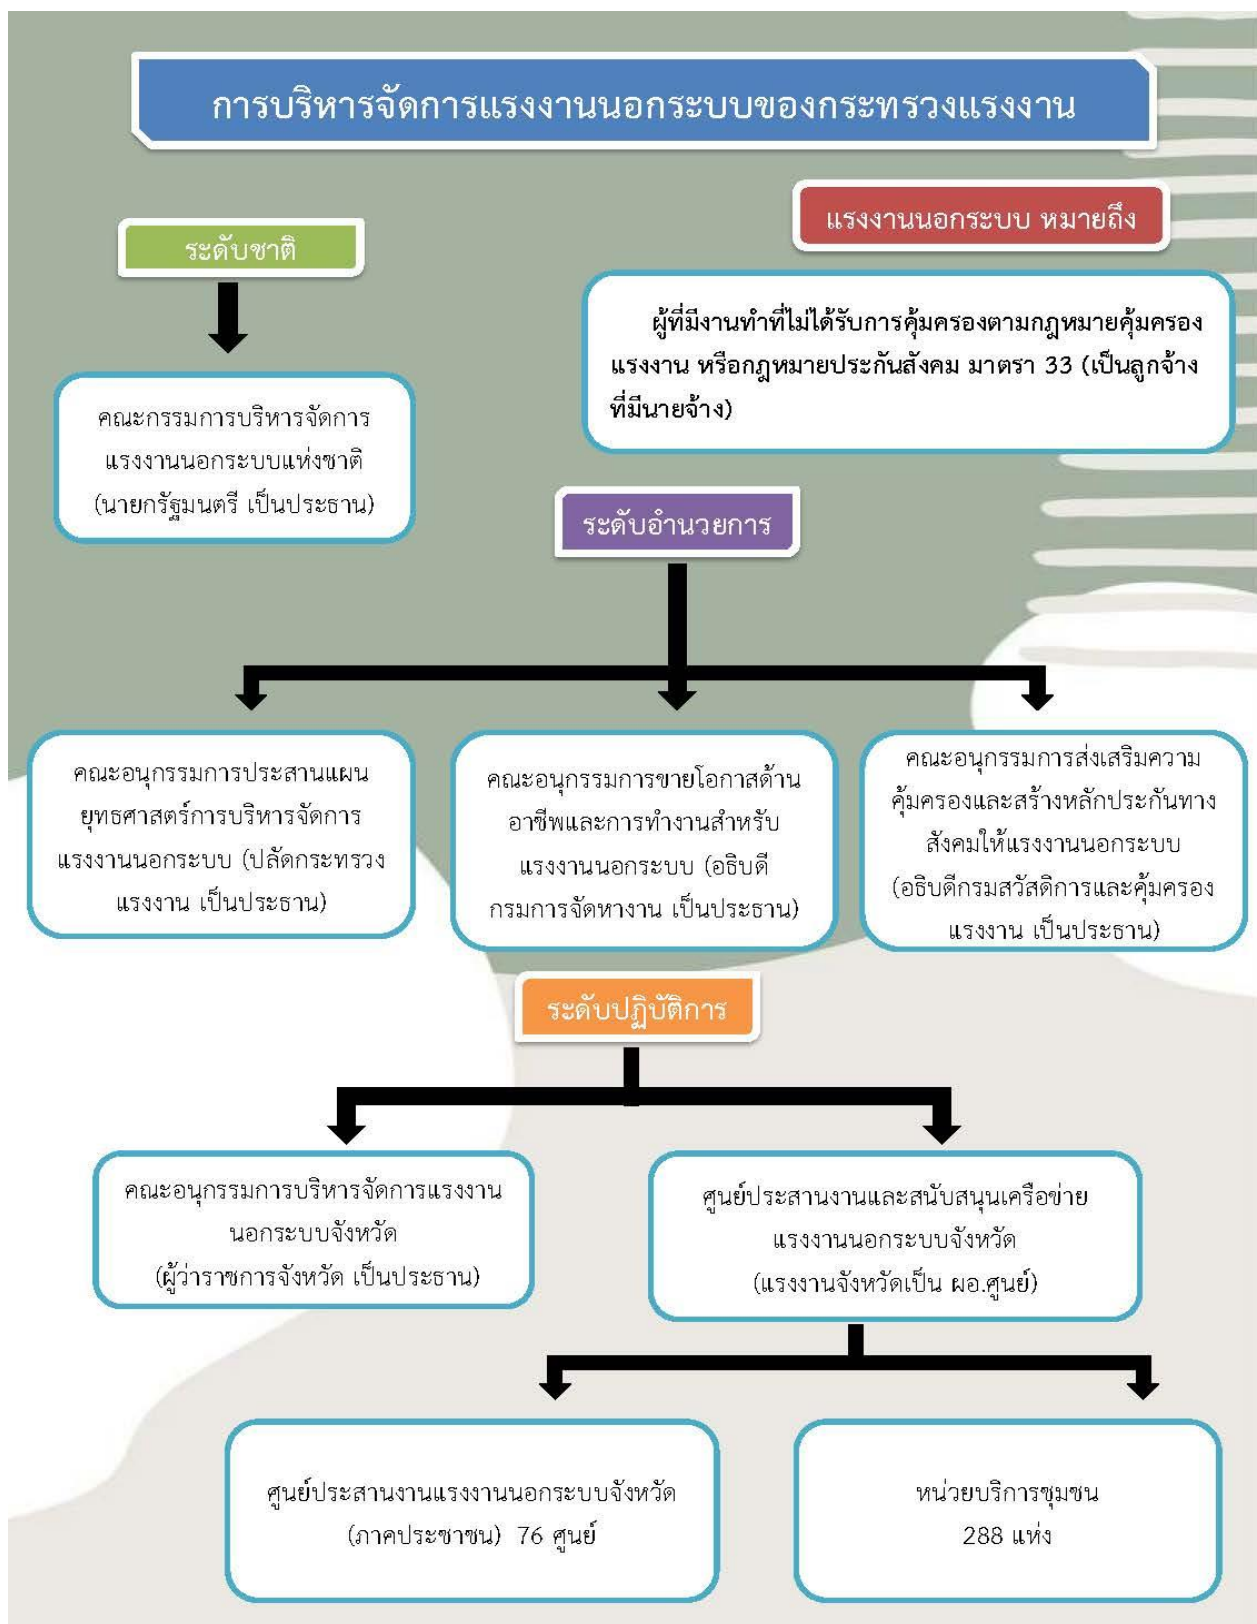 การบริหารจัดการแรงงานนอกระบบของกระทรวงแรงงาน
แรงงานนอกระบบ หมายถึง
ผู้ที่มีงานทำที่ไม่ได้รับการคุ้มครองตามกฎหมายคุ้มครอง
แรงงาน หรือกฎหมายประกันสังคม มาตรา 33 (เป็นลูกจ้าง
ที่มีนายจ้าง)
ระดับชาติ
คณะกรรมการบริหารจัดการ
แรงงานนอกระบบแห่งชาติ
(นายกรัฐมนตรี เป็นประธาน)
ระดับอำนวยการ
คณะอนุกรรมการประสานแผน
ยุทธศาสตร์การบริหารจัดการ
แรงงานนอกระบบ (ปลัดกระทรวง
แรงงาน เป็นประธาน)
คณะอนุกรรมการขายโอกาสด้าน
อาชีพและการทำงานสำหรับ
แรงงานนอกระบบ (อธิบดี
กรมการจัดหางาน เป็นประธาน)
คณะอนุกรรมการส่งเสริมความ
คุ้มครองและสร้างหลักประกันทาง
สังคมให้แรงงานนอกระบบ
(อธิบดีกรมสวัสดิการและคุ้มครอง
แรงงาน เป็นประธาน)
ระดับปฏิบัติการ
คณะอนุกรรมการบริหารจัดการแรงงาน
นอกระบบจังหวัด
(ผู้ว่าราชการจังหวัด เป็นประธาน)
ศูนย์ประสานงานและสนับสนุนเครือข่าย
แรงงานนอกระบบจังหวัด
(แรงงานจังหวัดเป็น ผอ.ศูนย์)
ศูนย์ประสานงานแรงงานนอกระบบจังหวัด
(ภาคประชาชน) 76 ศูนย์
หน่วยบริการชุมชน
288 แห่ง